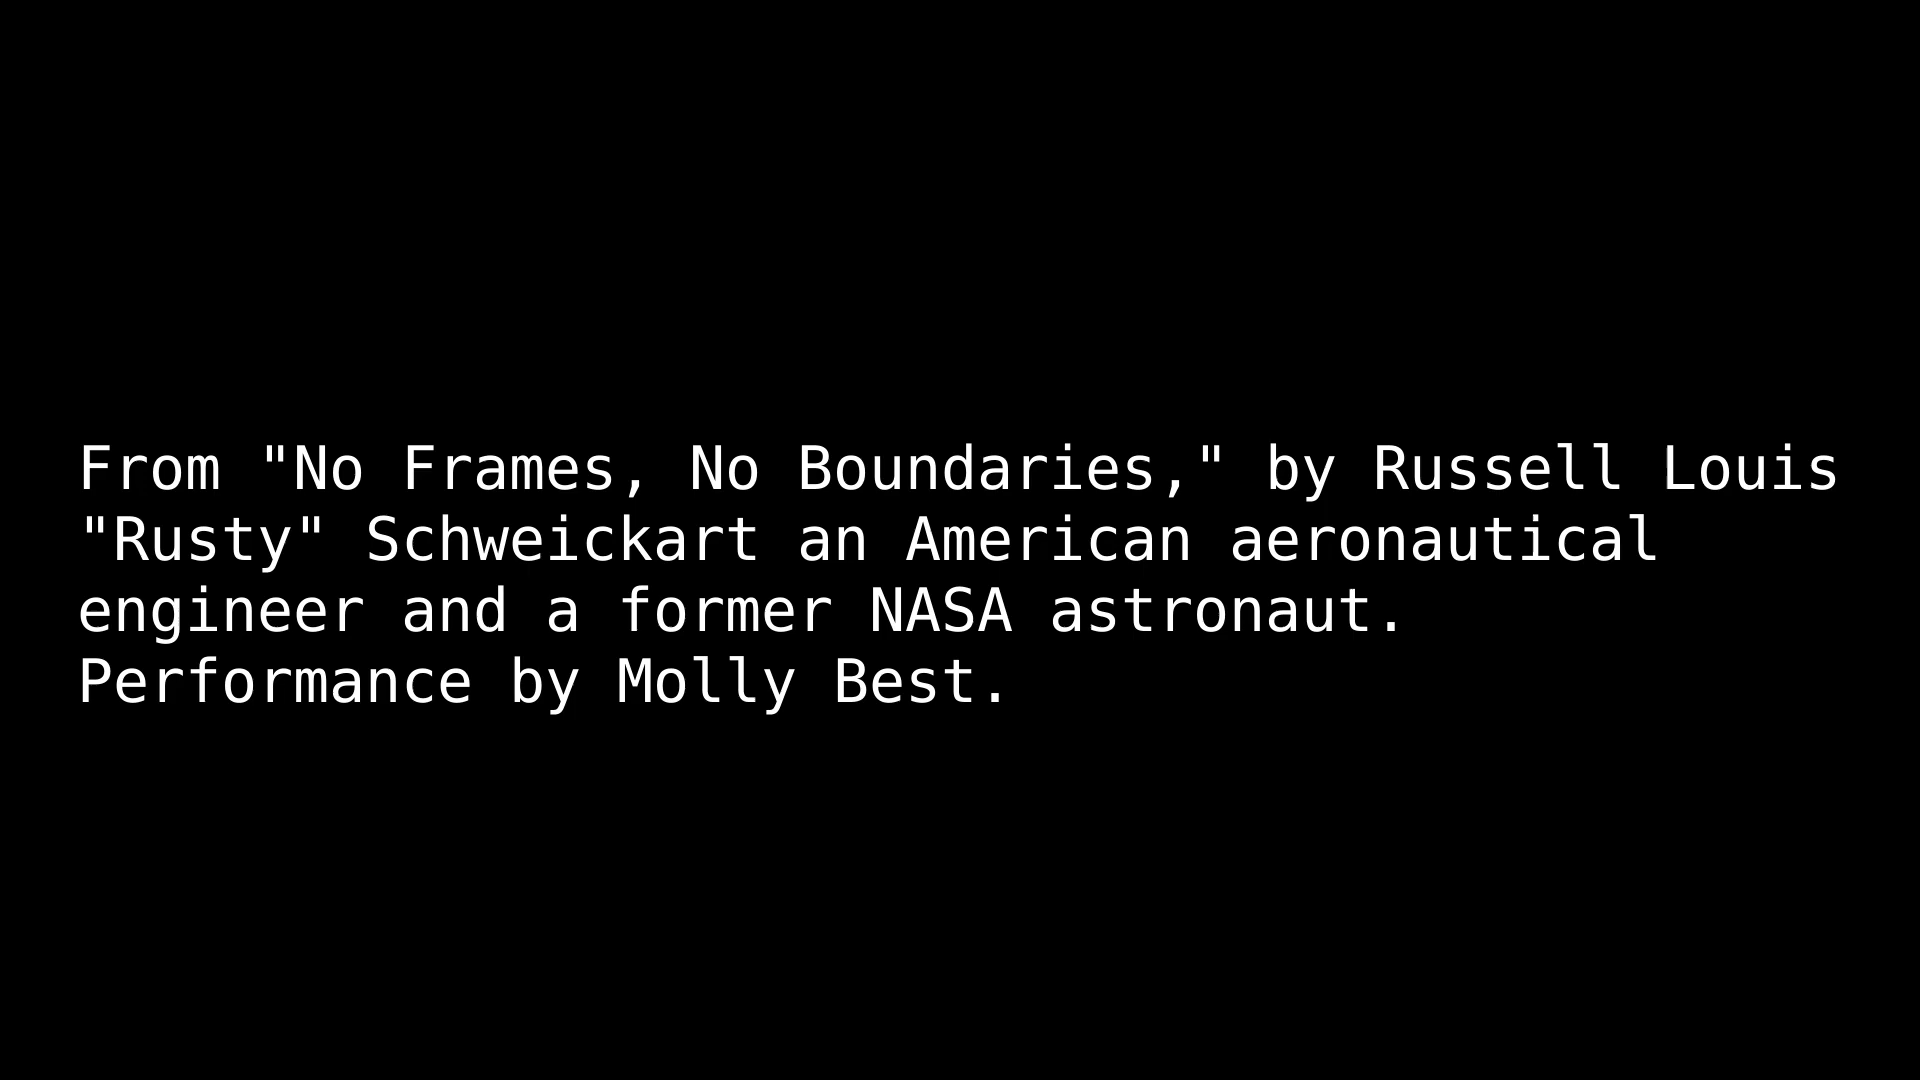 From "No Frames, No Boundaries," by Russell Louis
"Rusty" Schweickart an American aeronautical
engineer and a former NASA astronaut.
Performance by Molly Best.